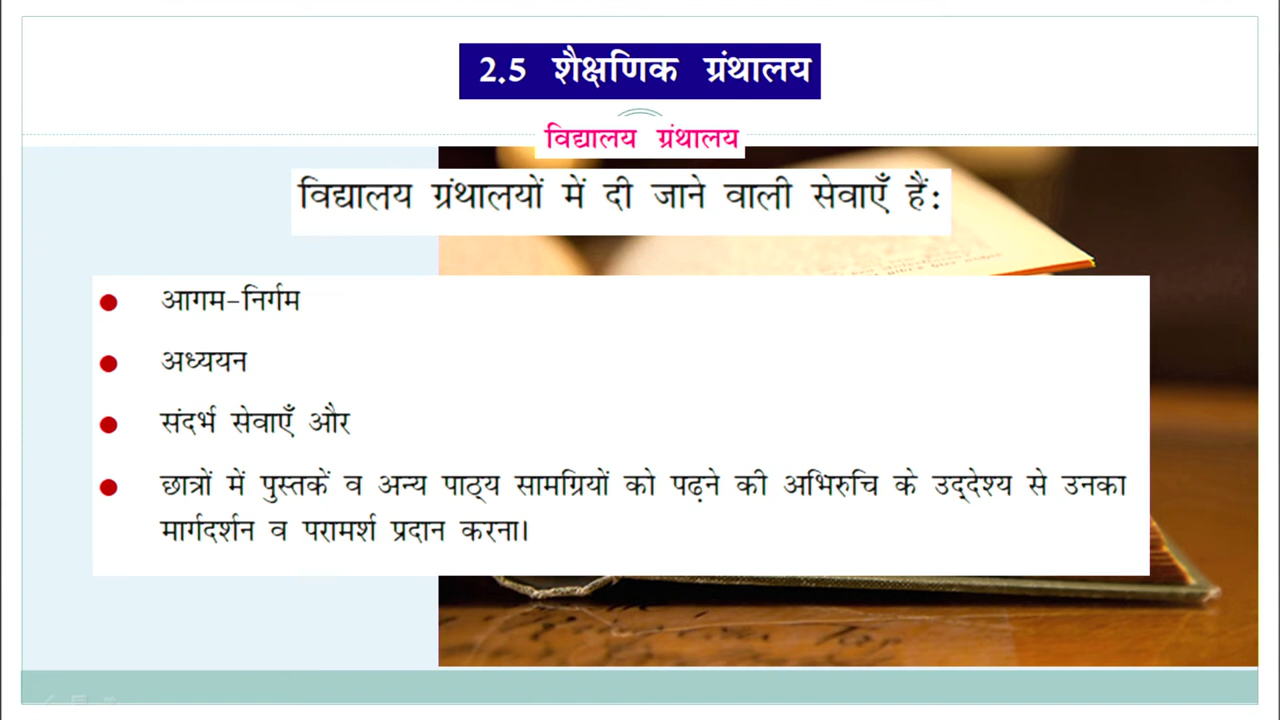 2.5 शैक्षणिक ग्रंथालय
विद्यालय ग्रंथालय
विद्यालय ग्रंथालयों में दी जाने वाली सेवाएँ हैं:
• आगम-निर्गम
• अध्ययन
• संदर्भ सेवाएँ और
• छात्रों में पुस्तकें व अन्य पाठ्य सामग्रियों को पढ़ने की अभिरुचि के उद्देश्य से उनका
मार्गदर्शन व परामर्श प्रदान करना।